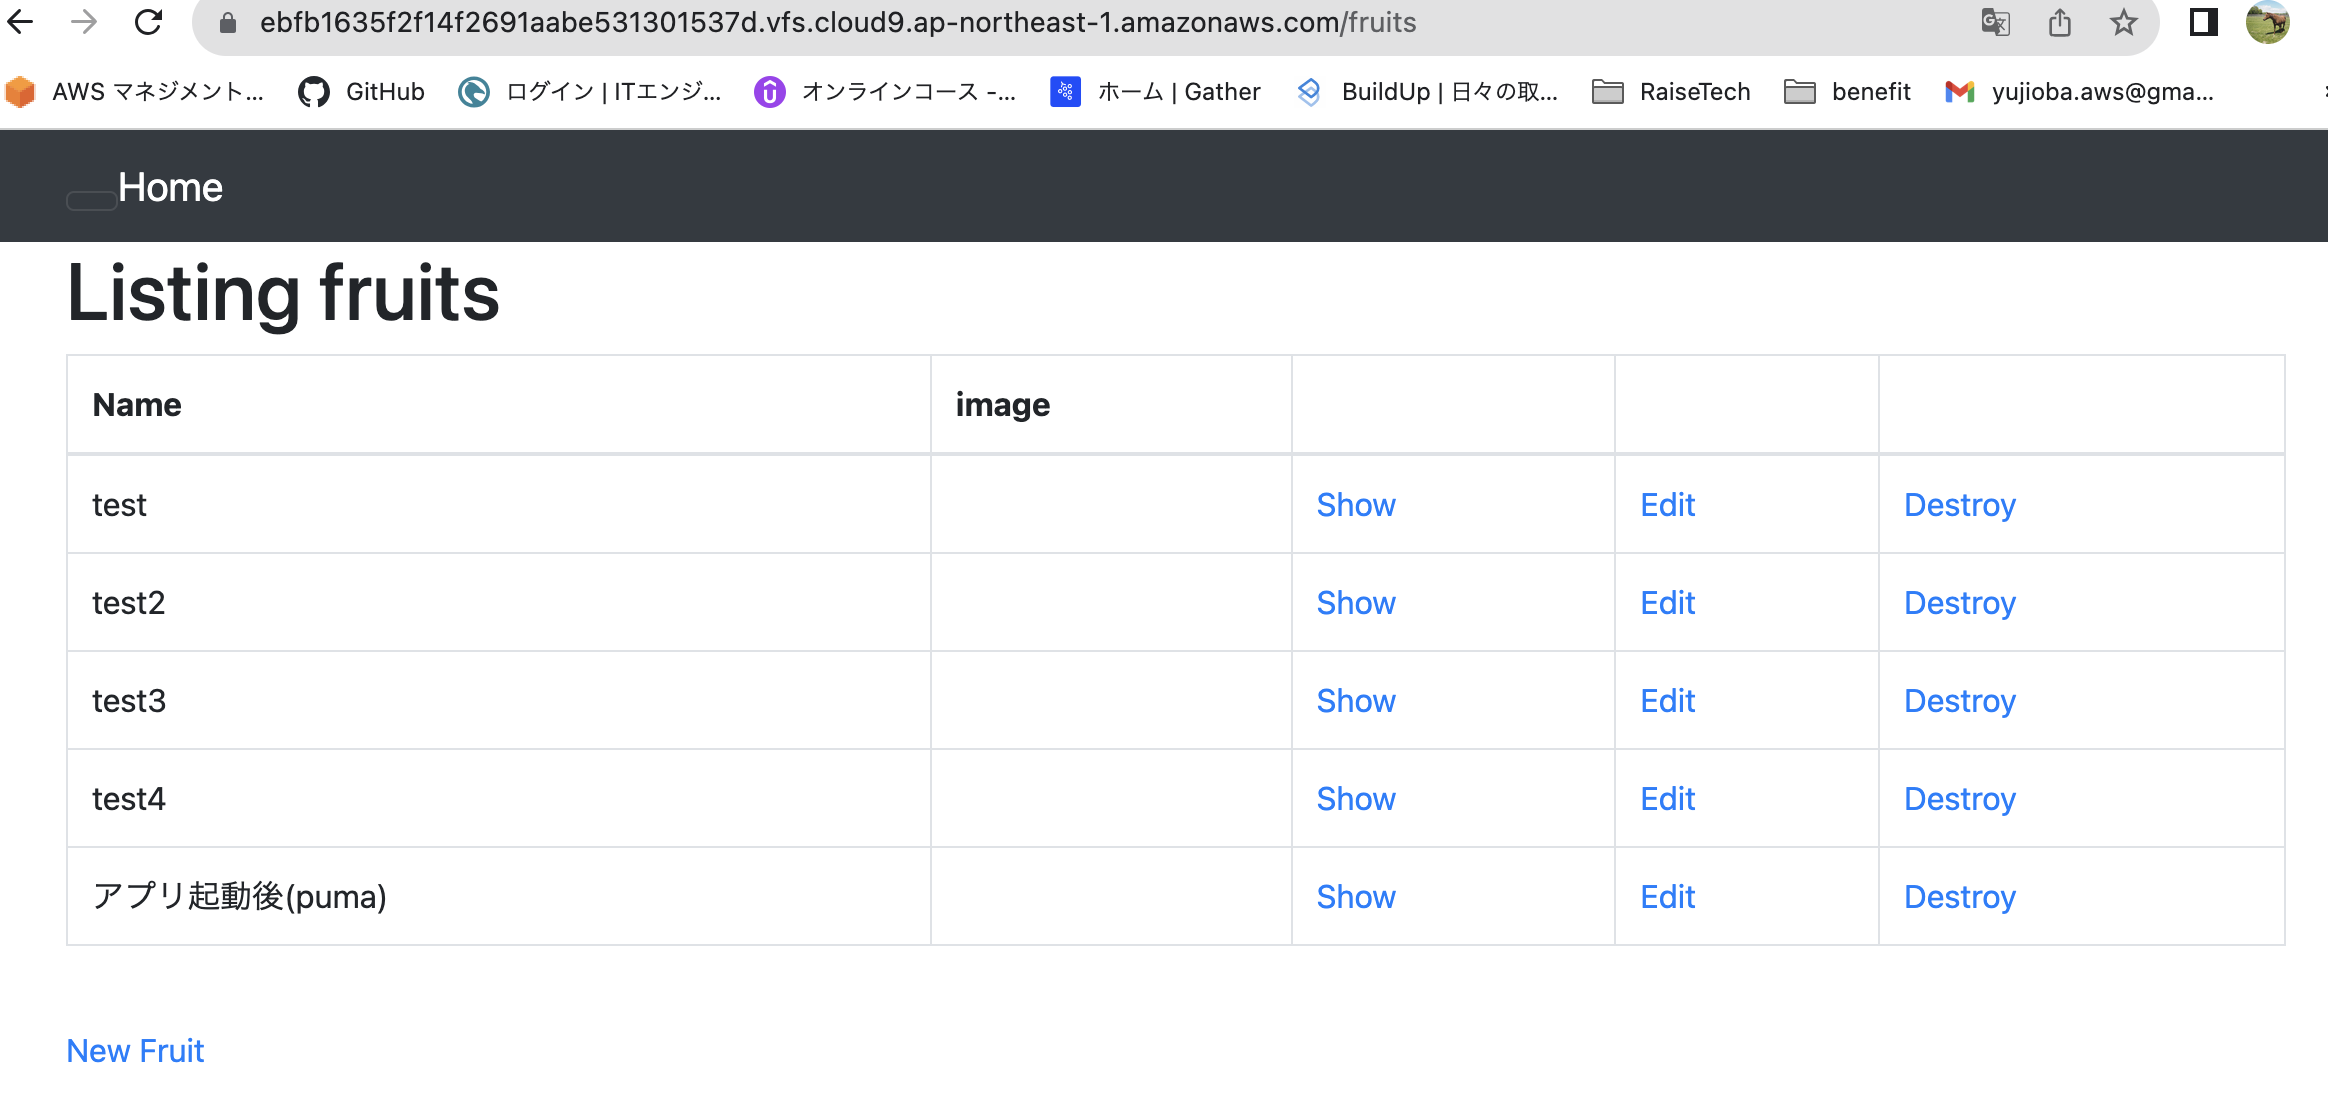 ebfb1635f2f14f2691aabe531301537d.vfs.cloud9.ap-northeast-1.amazonaws.com/fruits
AWS マネジメント... GitHub ログイン | ITエンジ... オンラインコース -... ホーム | Gather BuildUp | 日々の取... RaiseTech benefit yujioba.aws@gma...
Home
Listing fruits
Name image
test Show Edit Destroy
test2 Show Edit Destroy
test3 Show Edit Destroy
test4 Show Edit Destroy
アプリ起動後(puma) Show Edit Destroy
New Fruit